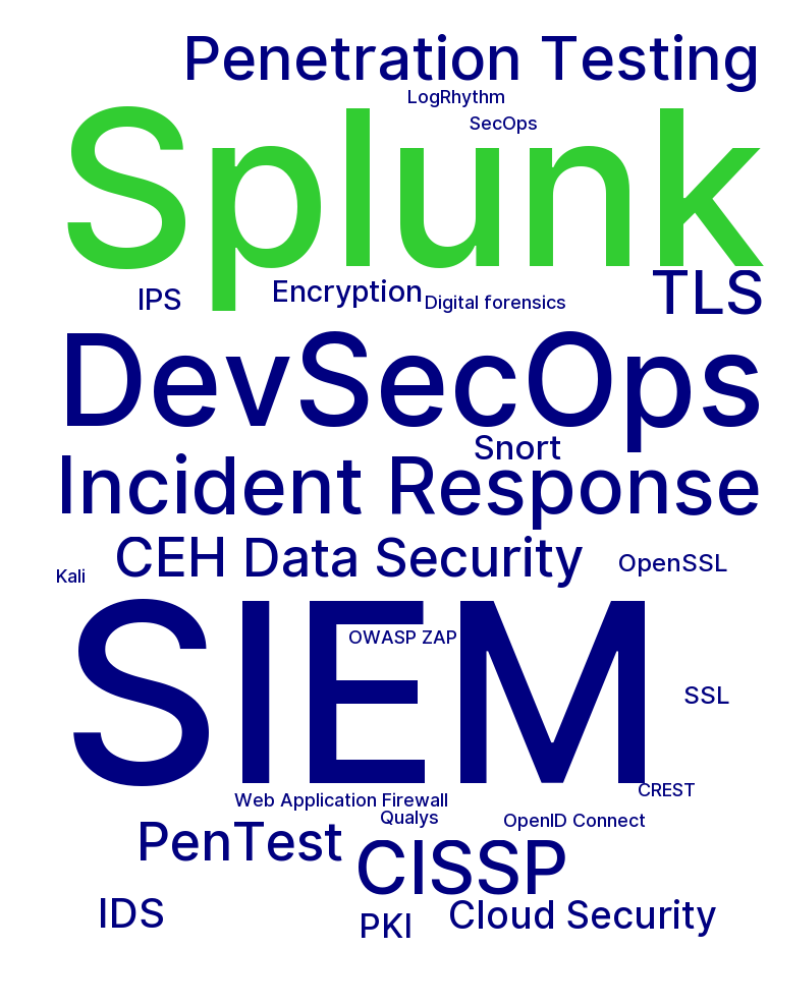 Penetration Testing
LogRhythm
SecOps
Splunk
IPS
Encryption
Digital forensics
TLS
DevSecOps
Snort
Incident Response
CEH Data Security
OpenSSL
Kali
SIEM
OWASP ZAP
SSL
CREST
Web Application Firewall
Qualys
OpenID Connect
PenTest
CISSP
IDS
PKI
Cloud Security